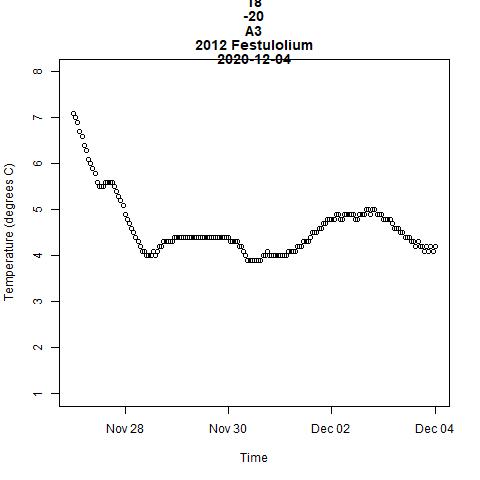 18
-20
A3
2012 Festulolium
2020-12-04
Temperature (degrees C)
8
7
6
5
4
3
2
1
Nov 28
Nov 30
Dec 02
Dec 04
Time